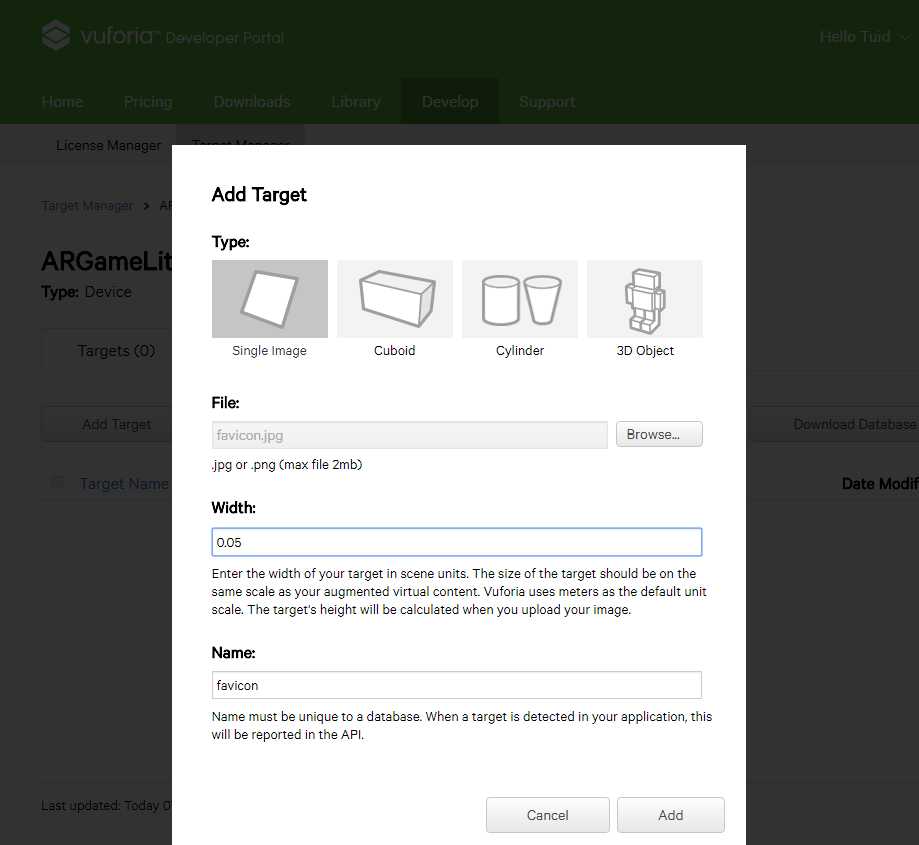 vuforia™ Developer Portal
Hello Tuid
Home Pricing Downloads Library Develop Support
License Manager Target Manager
Add Target
Target Manager > AR
Type:
ARGameLit
Type: Device
Single Image Cuboid Cylinder 3D Object
Targets (0)
File:
Add Target
favicon.jpg Browse...
Download Database
.jpg or .png (max file 2mb)
Target Name
Date Modif
Width:
0.05
Enter the width of your target in scene units. The size of the target should be on the
same scale as your augmented virtual content. Vuforia uses meters as the default unit
scale. The target's height will be calculated when you upload your image.
Name:
favicon
Name must be unique to a database. When a target is detected in your application, this
will be reported in the API.
Last updated: Today 0
Cancel Add